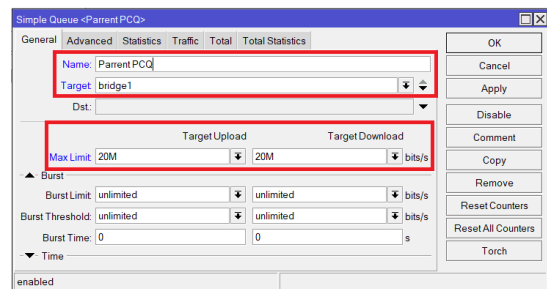 Simple Queue <Parrent PCQ>
General Advanced Statistics Traffic Total Total Statistics
Name: Parrent PCQ
Target: bridge1
Dst.:
Target Upload Target Download
Max Limit: 20M 20M bits/s
Burst
Burst Limit: unlimited unlimited bits/s
Burst Threshold: unlimited unlimited bits/s
Burst Time: 0 0 s
Time
enabled
OK
Cancel
Apply
Disable
Comment
Copy
Remove
Reset Counters
Reset All Counters
Torch